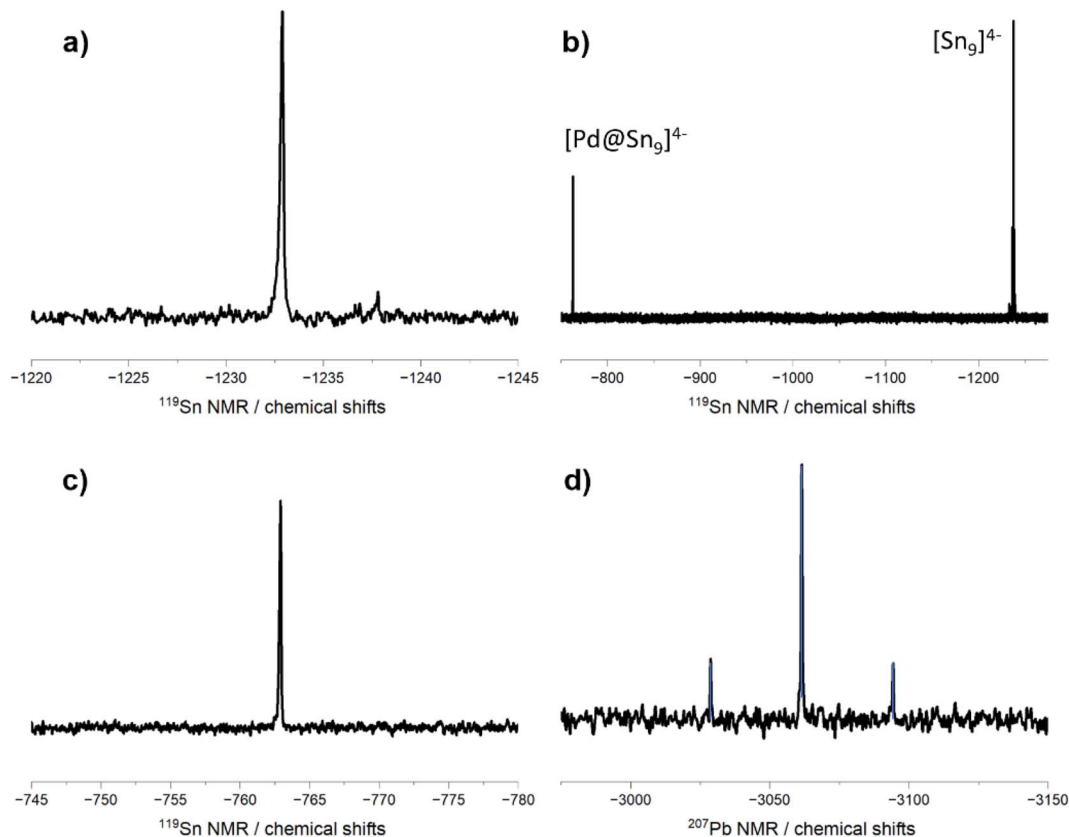 a)
−1220 −1225 −1230 −1235 −1240 −1245
¹¹⁹Sn NMR / chemical shifts
b)
[Sn₉]⁴⁻
[Pd@Sn₉]⁴⁻
−800 −900 −1000 −1100 −1200
¹¹⁹Sn NMR / chemical shifts
c)
−745 −750 −755 −760 −765 −770 −775 −780
¹¹⁹Sn NMR / chemical shifts
d)
−3000 −3050 −3100 −3150
²⁰⁷Pb NMR / chemical shifts